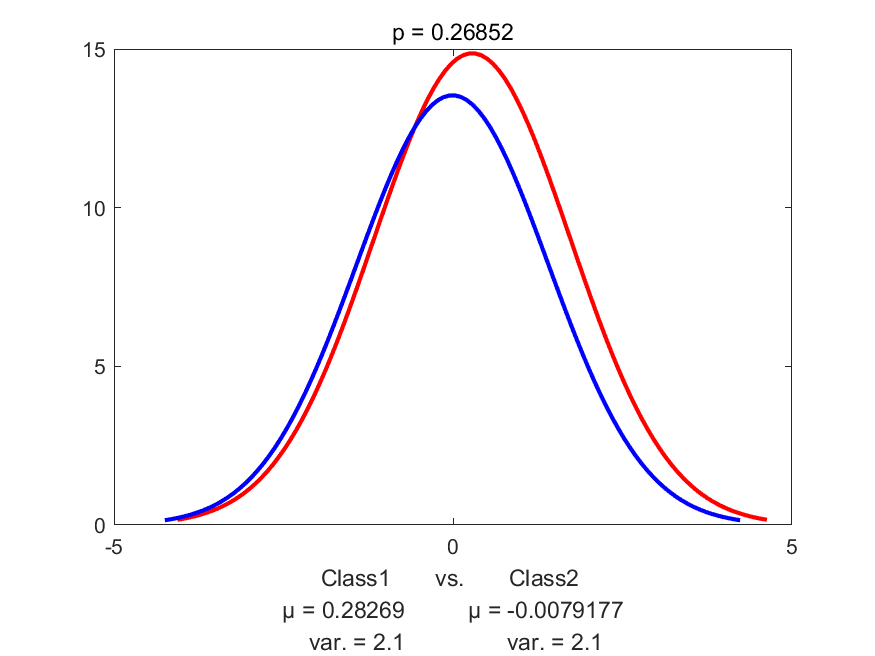 p = 0.26852
15
10
5
0
-5 0 5
Class1 vs. Class2
μ = 0.28269 μ = -0.0079177
var. = 2.1 var. = 2.1